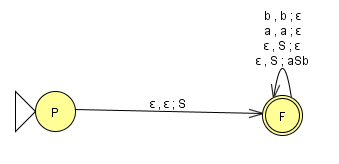 b , b ; ε
a , a ; ε
ε , S ; ε
ε , S ; aSb
ε, ε; S
P
F